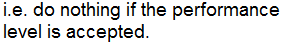 i.e. do nothing if the performance
level is accepted.